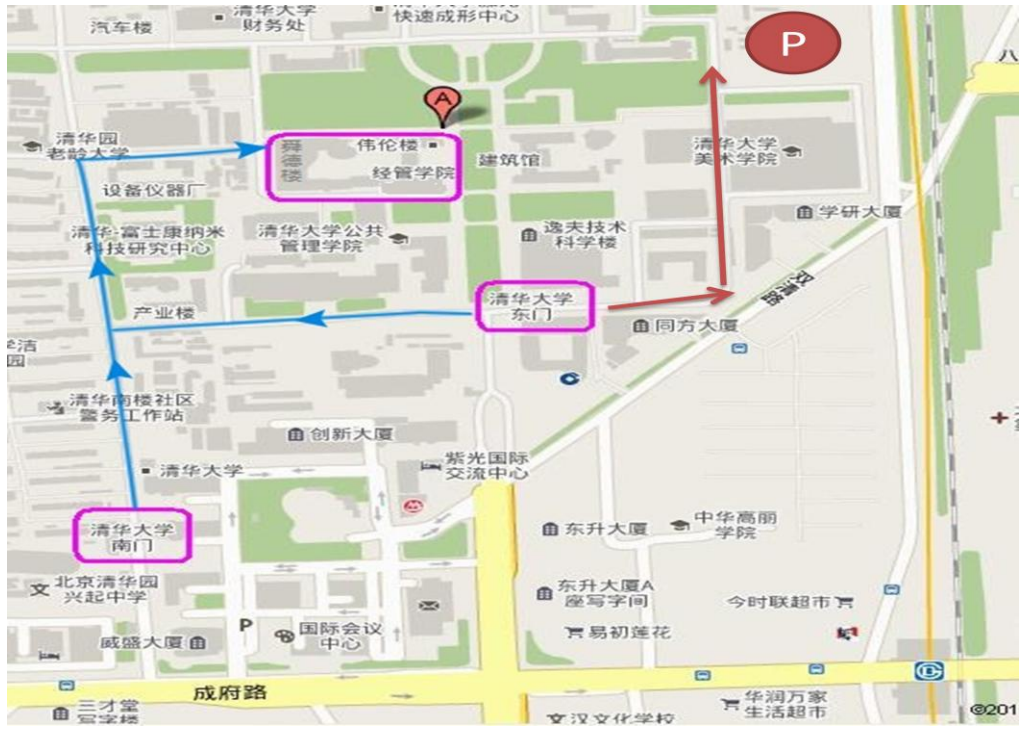 清华大学
财务处
快速成形中心
汽车楼
P
八
清华园
老龄大学
舜德楼
伟伦楼
A
经管学院
建筑馆
清华大学
美术学院
设备仪器厂
学研大厦
清华-富士康纳米
科技研究中心
清华大学公共
管理学院
逸夫技术
科学楼
双清路
清华大学
东门
产业楼
同方大厦
学洁
园
清华南楼社区
警务工作站
创新大厦
清华大学
紫光国际
交流中心
清华大学
南门
东升大厦
中华高丽
学院
北京清华园
兴起中学
文
东升大厦A
座写字间
今时联超市
P
国际会议
中心
易初莲花
威盛大厦
成府路
三才堂
写字楼
文汉文化学校
华润万家
生活超市
©201